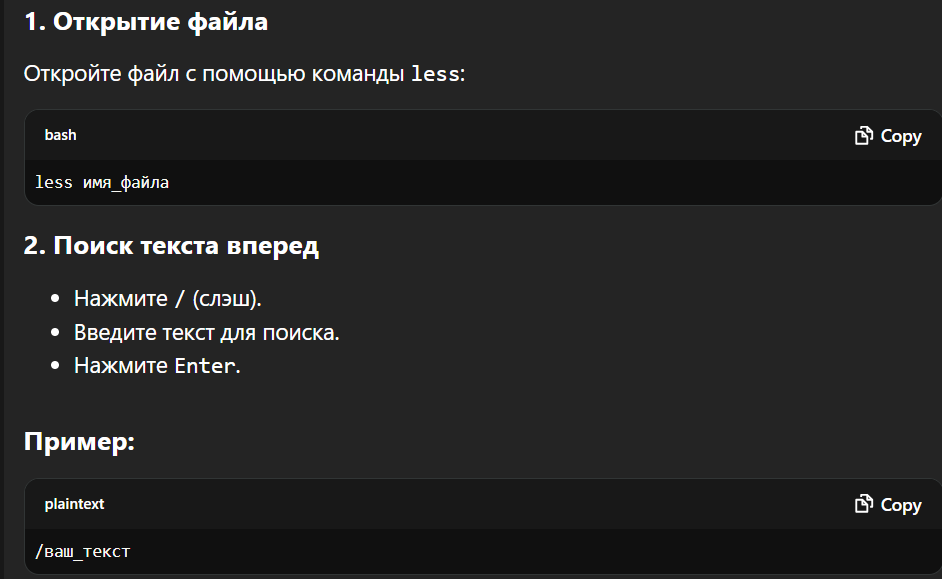 1. Открытие файла
Откройте файл с помощью команды less:
bash
Copy
less имя_файла
2. Поиск текста вперед
• Нажмите / (слэш).
• Введите текст для поиска.
• Нажмите Enter.
Пример:
plaintext
Copy
/ваш_текст